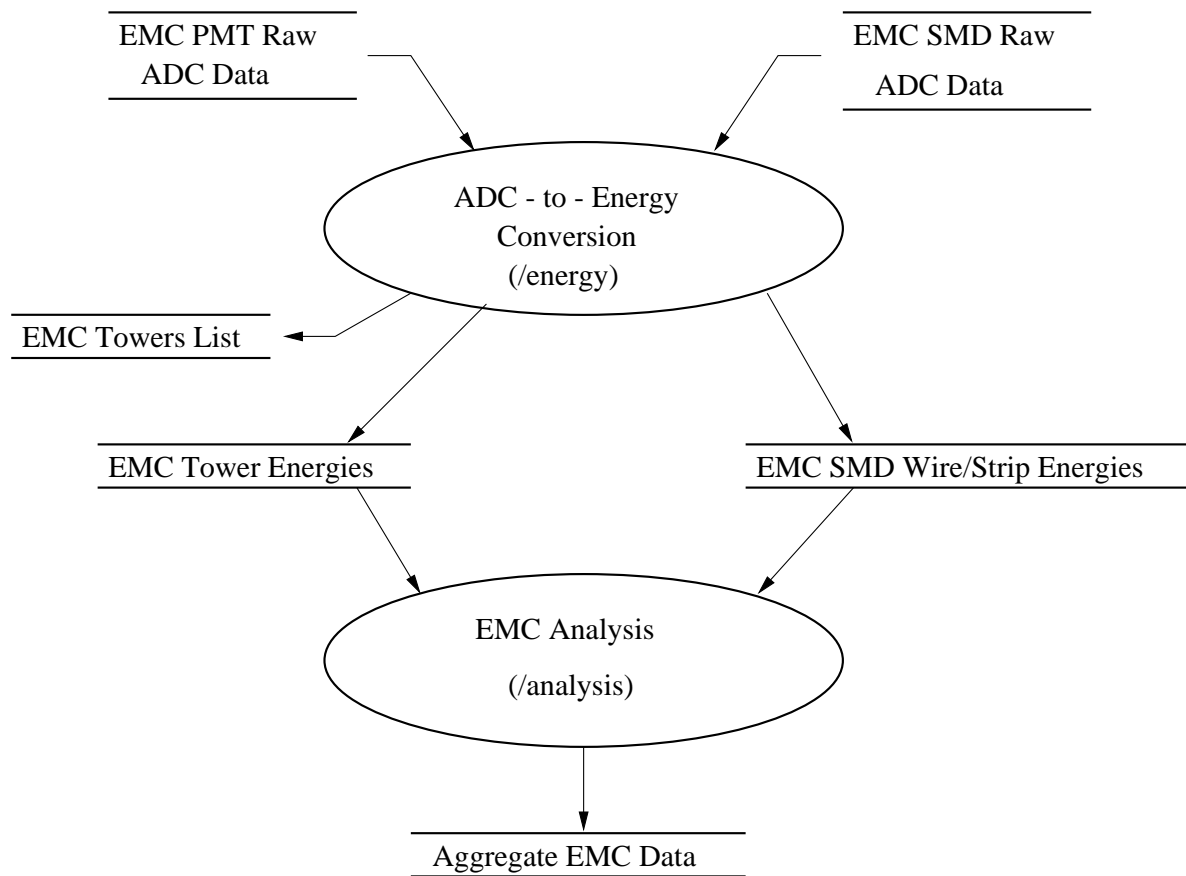 EMC PMT Raw
ADC Data
EMC SMD Raw
ADC Data
ADC - to - Energy
Conversion
(/energy)
EMC Towers List
EMC Tower Energies
EMC SMD Wire/Strip Energies
EMC Analysis
(/analysis)
Aggregate EMC Data